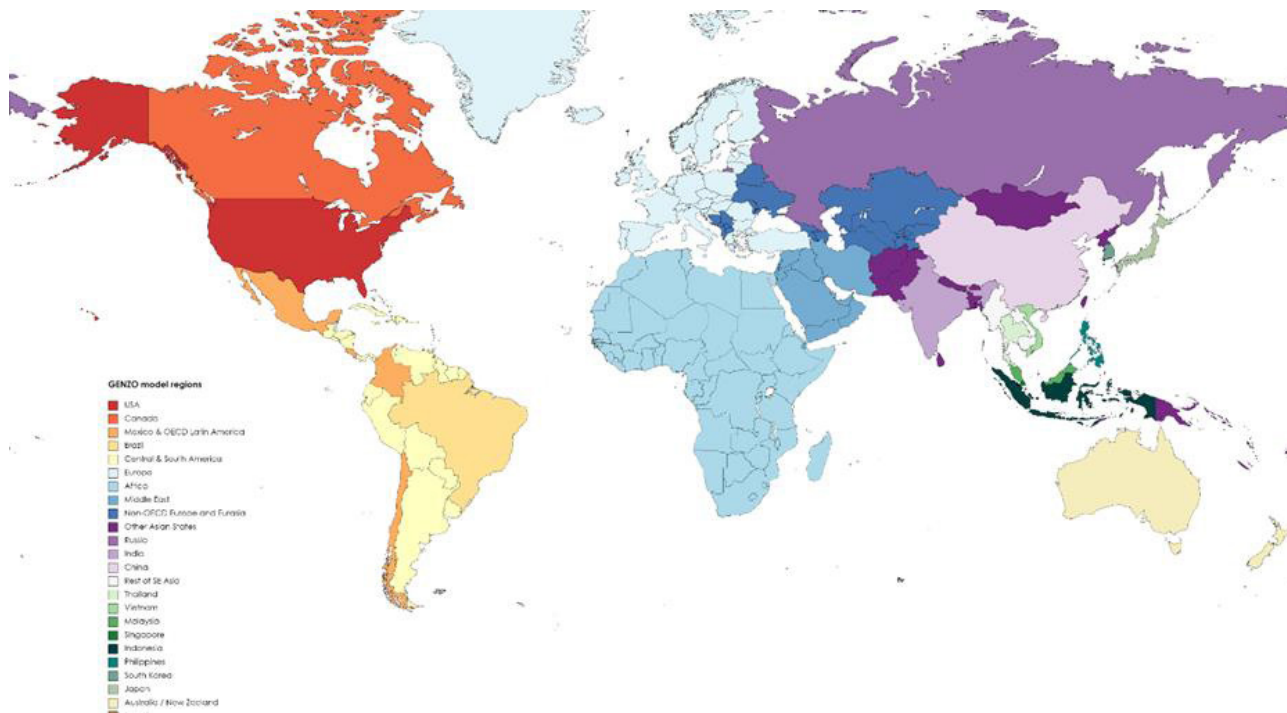 GENZO model regions
USA
Canada
Mexico & OECD Latin America
Brazil
Central & South America
Europe
Africa
Middle East
Non-OECD Europe and Eurasia
Other Asian States
Russia
India
China
Rest of SE Asia
Thailand
Vietnam
Malaysia
Singapore
Indonesia
Philippines
South Korea
Japan
Australia / New Zealand